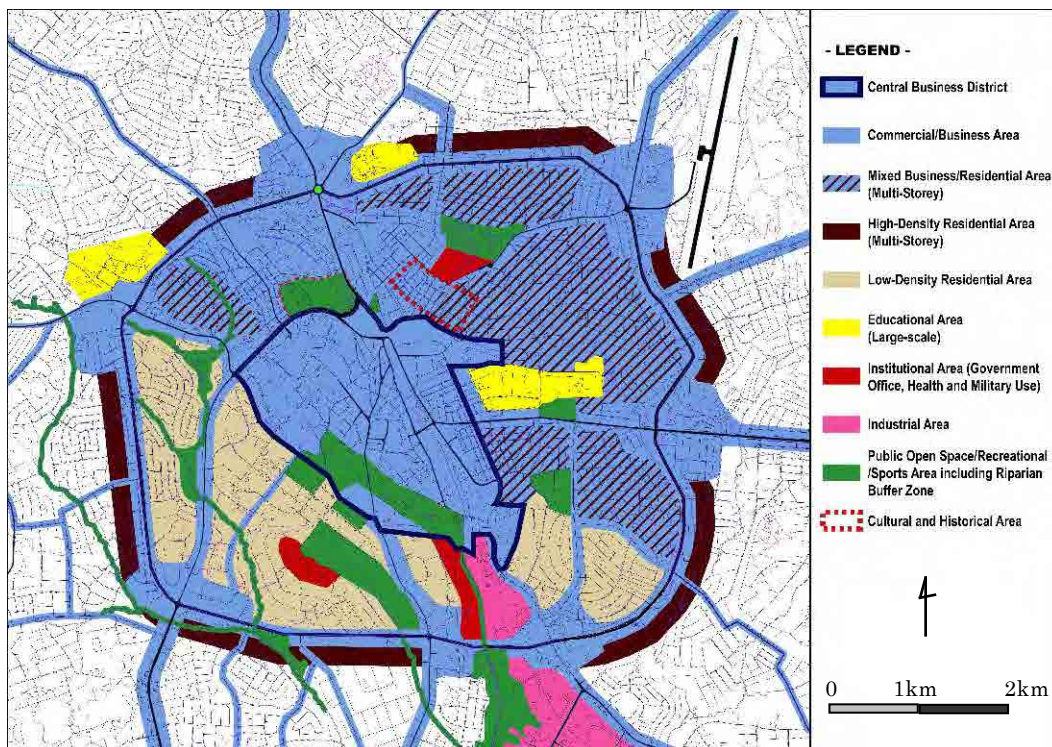 - LEGEND -
Central Business District
Commercial/Business Area
Mixed Business/Residential Area
(Multi-Storey)
High-Density Residential Area
(Multi-Storey)
Low-Density Residential Area
Educational Area
(Large-scale)
Institutional Area (Government
Office, Health and Military Use)
Industrial Area
Public Open Space/Recreational
/Sports Area including Riparian
Buffer Zone
Cultural and Historical Area
0 1km 2km